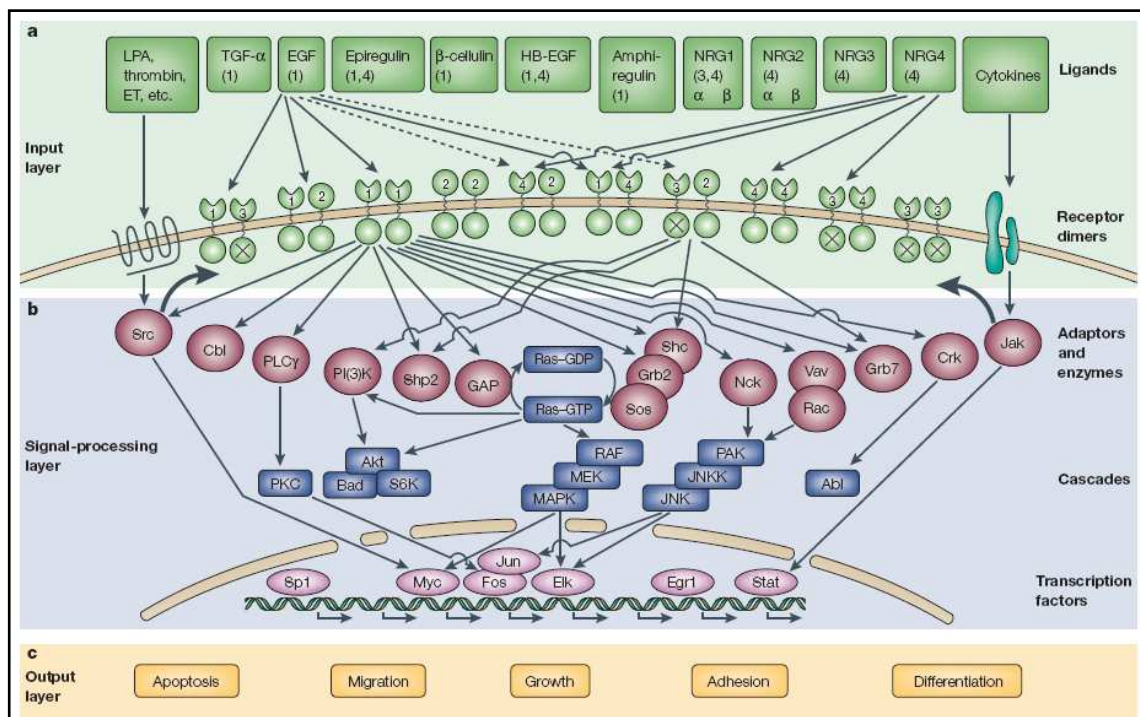 a
LPA,
thrombin,
ET, etc.
TGF-α
(1)
EGF
(1)
Epiregulin
(1,4)
β-cellulin
(1)
HB-EGF
(1,4)
Amphi-
regulin
(1)
NRG1
(3,4)
α β
NRG2
(4)
α β
NRG3
(4)
NRG4
(4)
Cytokines
Ligands
Input
layer
1 3
1 2
1 1
2 2
4 2
1 4
3 2
4 4
3 4
3 3
Receptor
dimers
b
Src
Cbl
PLCγ
PI(3)K
Shp2
GAP
Ras–GDP
Ras–GTP
Shc
Grb2
Sos
Nck
Vav
Rac
Grb7
Crk
Jak
Adaptors
and
enzymes
Signal-processing
layer
PKC
Akt
Bad
S6K
RAF
MEK
MAPK
PAK
JNKK
JNK
Abl
Cascades
Sp1
Myc
Jun
Fos
Elk
Egr1
Stat
Transcription
factors
c
Output
layer
Apoptosis
Migration
Growth
Adhesion
Differentiation